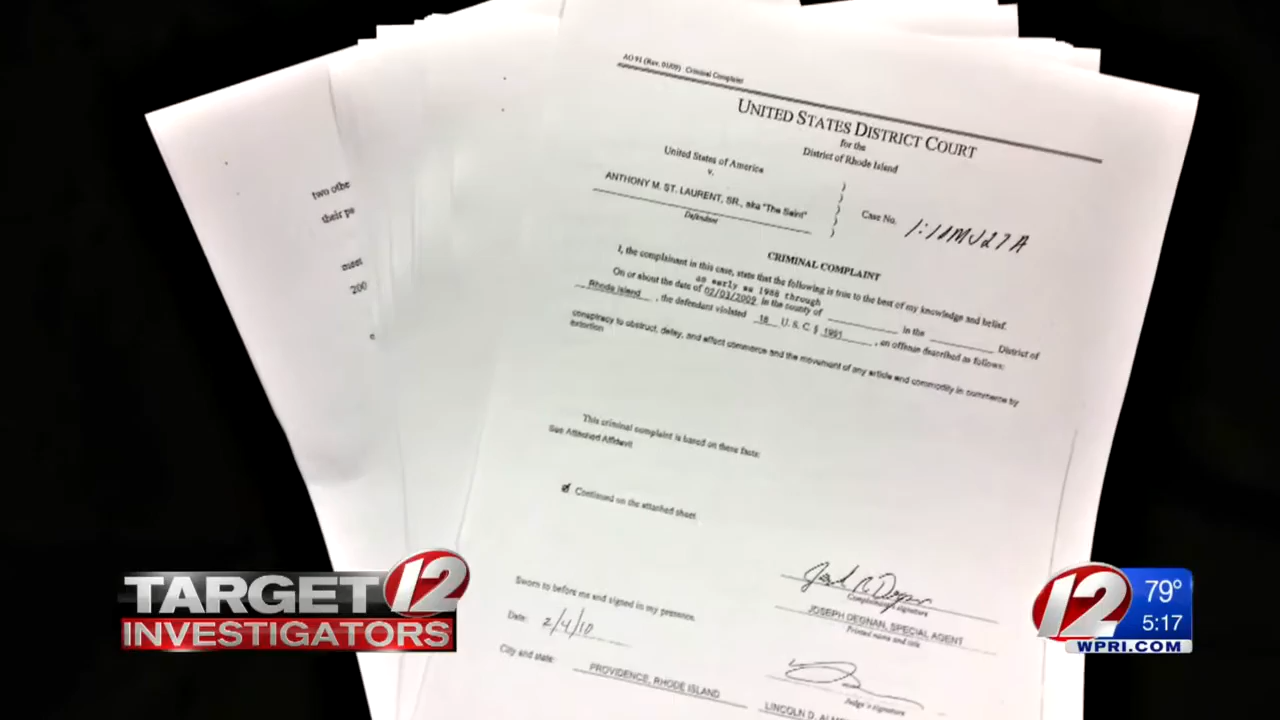 two othe
their pe
meet
200
e
AO 91 (Rev. 01/09) Criminal Complaint
UNITED STATES DISTRICT COURT
for the
District of Rhode Island
United States of America
v.
ANTHONY M. ST. LAURENT, SR., aka "The Saint"
Defendant
)
)
)
)
)
Case No. 1:10MJ27A
CRIMINAL COMPLAINT
I, the complainant in this case, state that the following is true to the best of my knowledge and belief.
as early as 1988 through
On or about the date of 02/03/2009 in the county of in the District of
Rhode Island , the defendant violated 18 U. S. C. § 1951 , an offense described as follows:
conspiracy to obstruct, delay, and affect commerce and the movement of any article and commodity in commerce by
extortion
This criminal complaint is based on these facts:
See Attached Affidavit
Continued on the attached sheet.
Sworn to before me and signed in my presence.
Date: 2/4/10
City and state: PROVIDENCE, RHODE ISLAND
Complainant's signature
JOSEPH DEGNAN, SPECIAL AGENT
Printed name and title
Judge's signature
LINCOLN D. ALM
TARGET 12
INVESTIGATORS
12
79°
5:17
WPRI.COM